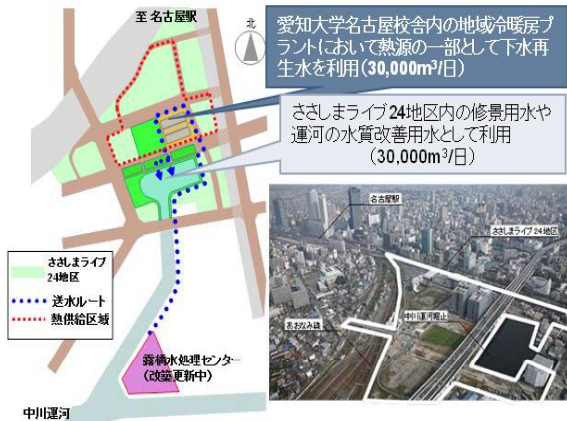 至 名古屋駅
北
愛知大学名古屋校舎内の地域冷暖房プ
ラントにおいて熱源の一部として下水再
生水を利用（30,000m³/日）
ささしまライブ24地区内の修景用水や
運河の水質改善用水として利用
（30,000m³/日）
ささしまライブ
24地区
送水ルート
熱供給区域
露橋水処理センター
（改築更新中）
中川運河
名古屋駅
ささしまライブ24地区
中川運河堀止
あおなみ線